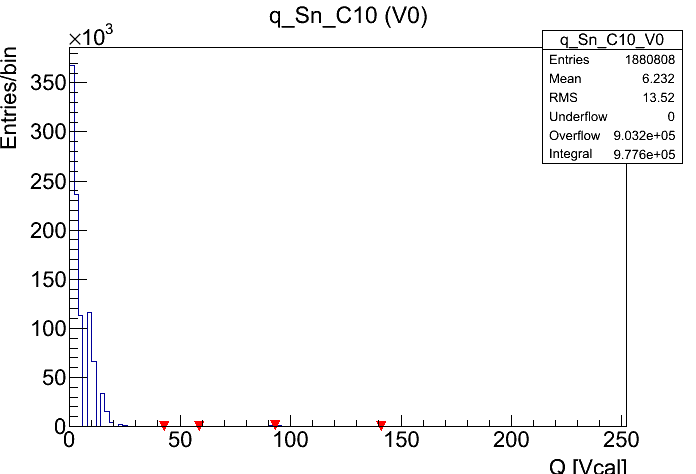 q_Sn_C10 (V0)
×10³
q_Sn_C10_V0
Entries 1880808
Mean 6.232
RMS 13.52
Underflow 0
Overflow 9.032e+05
Integral 9.776e+05
Entries/bin
350
300
250
200
150
100
50
0
0 50 100 150 200 250
Q [Vcal]